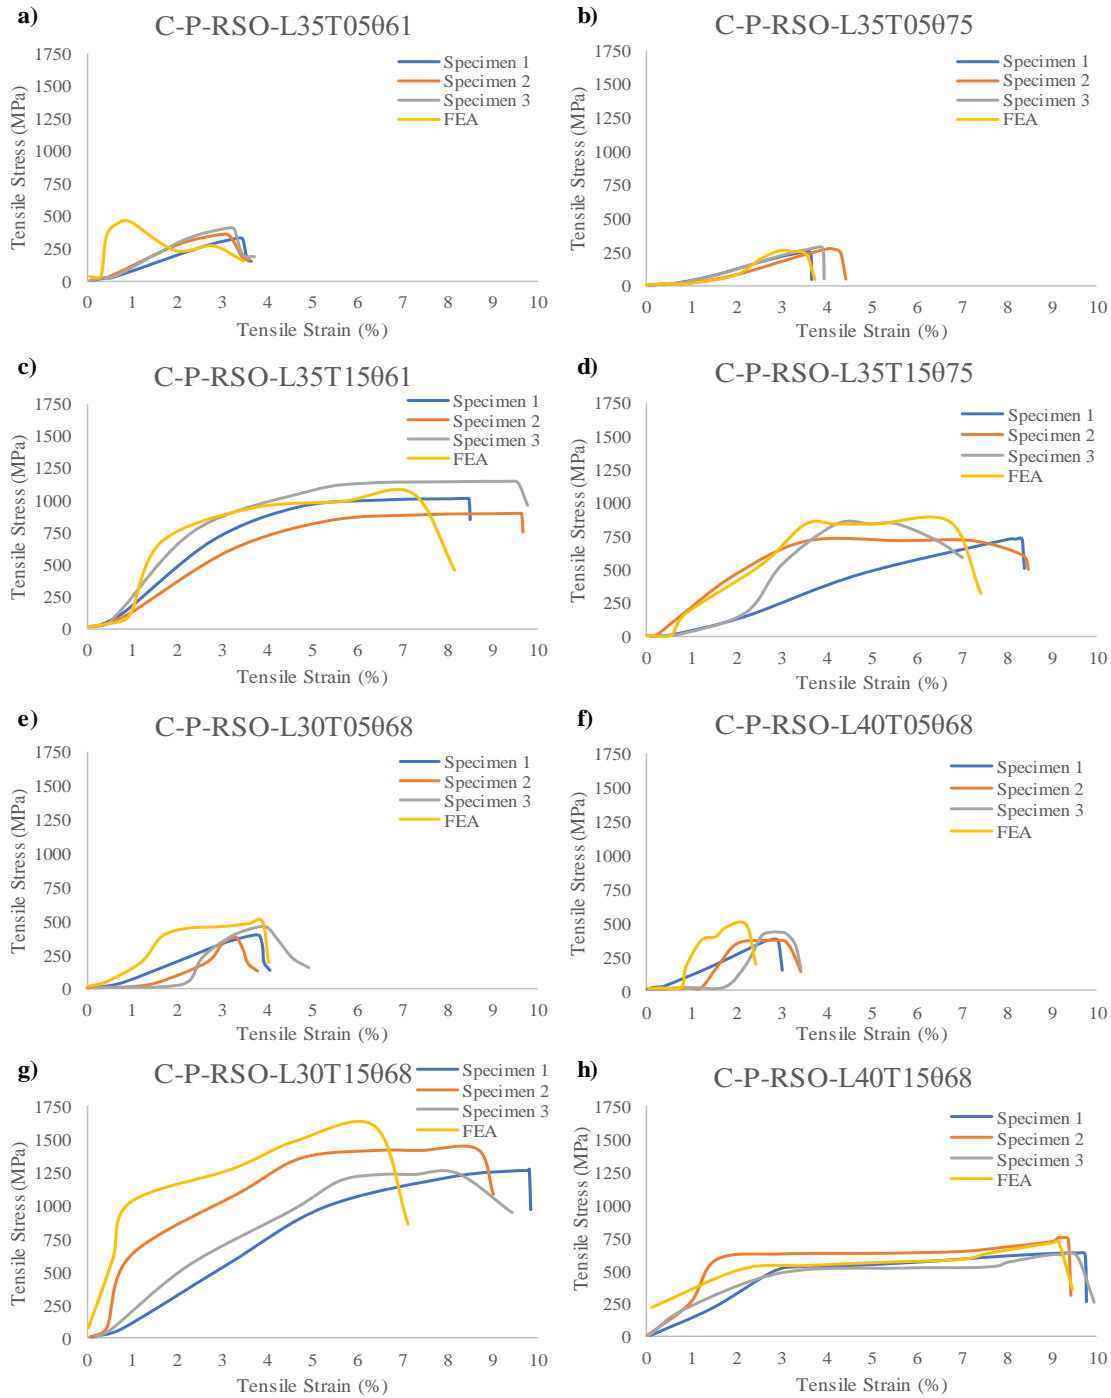 a)
C-P-RSO-L35T05θ61
Tensile Stress (MPa)
1750
1500
1250
1000
750
500
250
0
0 1 2 3 4 5 6 7 8 9 10
Tensile Strain (%)
Specimen 1
Specimen 2
Specimen 3
FEA
b)
C-P-RSO-L35T05θ75
Tensile Stress (MPa)
1750
1500
1250
1000
750
500
250
0
0 1 2 3 4 5 6 7 8 9 10
Tensile Strain (%)
Specimen 1
Specimen 2
Specimen 3
FEA
c)
C-P-RSO-L35T15θ61
Tensile Stress (MPa)
1750
1500
1250
1000
750
500
250
0
0 1 2 3 4 5 6 7 8 9 10
Tensile Strain (%)
Specimen 1
Specimen 2
Specimen 3
FEA
d)
C-P-RSO-L35T15θ75
Tensile Stress (MPa)
1750
1500
1250
1000
750
500
250
0
0 1 2 3 4 5 6 7 8 9 10
Tensile Strain (%)
Specimen 1
Specimen 2
Specimen 3
FEA
e)
C-P-RSO-L30T05θ68
Tensile Stress (MPa)
1750
1500
1250
1000
750
500
250
0
0 1 2 3 4 5 6 7 8 9 10
Tensile Strain (%)
Specimen 1
Specimen 2
Specimen 3
FEA
f)
C-P-RSO-L40T05θ68
Tensile Stress (MPa)
1750
1500
1250
1000
750
500
250
0
0 1 2 3 4 5 6 7 8 9 10
Tensile Strain (%)
Specimen 1
Specimen 2
Specimen 3
FEA
g)
C-P-RSO-L30T15θ68
Tensile Stress (MPa)
1750
1500
1250
1000
750
500
250
0
0 1 2 3 4 5 6 7 8 9 10
Tensile Strain (%)
Specimen 1
Specimen 2
Specimen 3
FEA
h)
C-P-RSO-L40T15θ68
Tensile Stress (MPa)
1750
1500
1250
1000
750
500
250
0
0 1 2 3 4 5 6 7 8 9 10
Tensile Strain (%)
Specimen 1
Specimen 2
Specimen 3
FEA